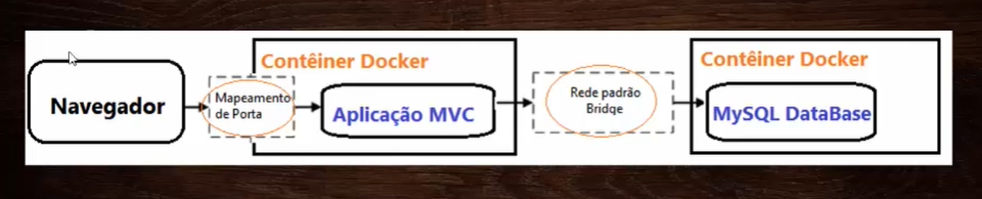 Navegador
Mapeamento
de Porta
Contêiner Docker
Aplicação MVC
Rede padrão
Bridge
Contêiner Docker
MySQL DataBase